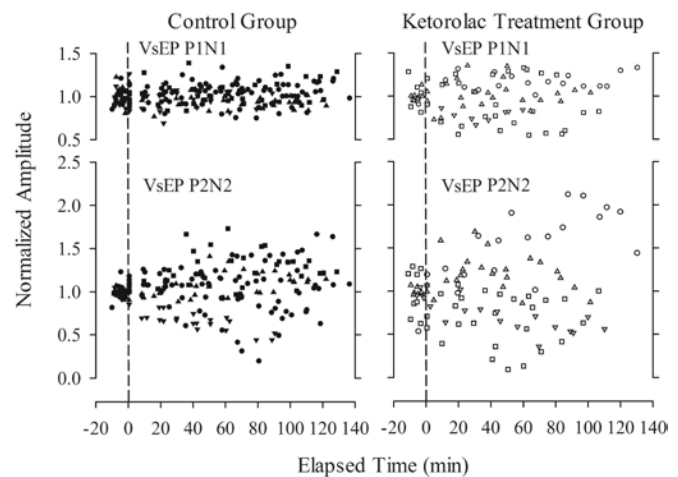 Control Group
Ketorolac Treatment Group
VsEP P1N1
VsEP P1N1
1.5
1.0
0.5
VsEP P2N2
VsEP P2N2
2.5
2.0
1.5
1.0
0.5
0.0
Normalized Amplitude
-20 0 20 40 60 80 100 120 140
-20 0 20 40 60 80 100 120 140
Elapsed Time (min)